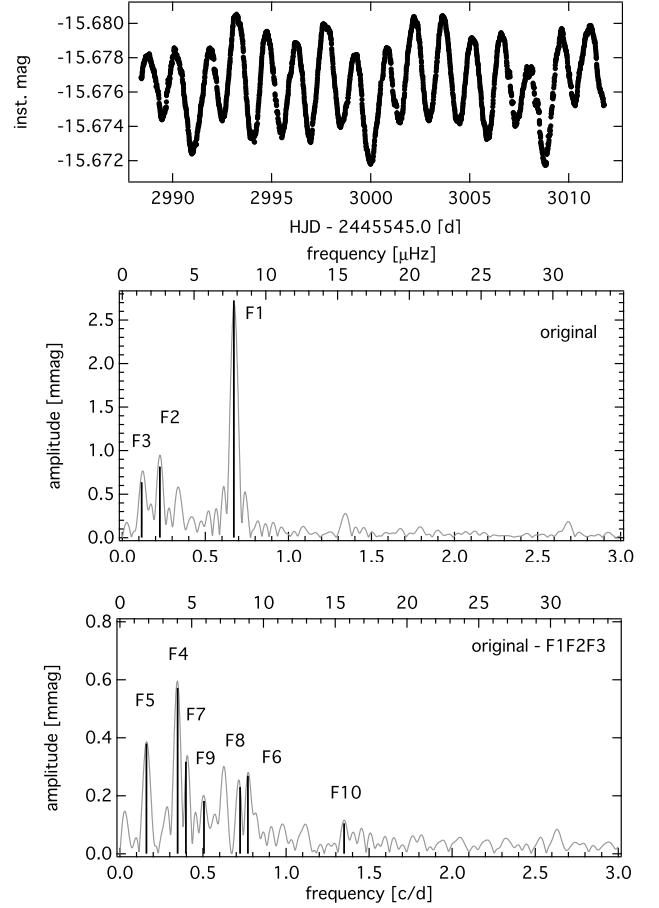 -15.680
-15.678
-15.676
-15.674
-15.672
inst. mag
2990 2995 3000 3005 3010
HJD - 2445545.0 [d]
frequency [μHz]
0 5 10 15 20 25 30
2.5
2.0
1.5
1.0
0.5
0.0
amplitude [mmag]
F1
original
F2
F3
0.0 0.5 1.0 1.5 2.0 2.5 3.0
0 5 10 15 20 25 30
0.8
0.6
0.4
0.2
0.0
amplitude [mmag]
original - F1F2F3
F4
F5
F7
F8
F9
F6
F10
0.0 0.5 1.0 1.5 2.0 2.5 3.0
frequency [c/d]